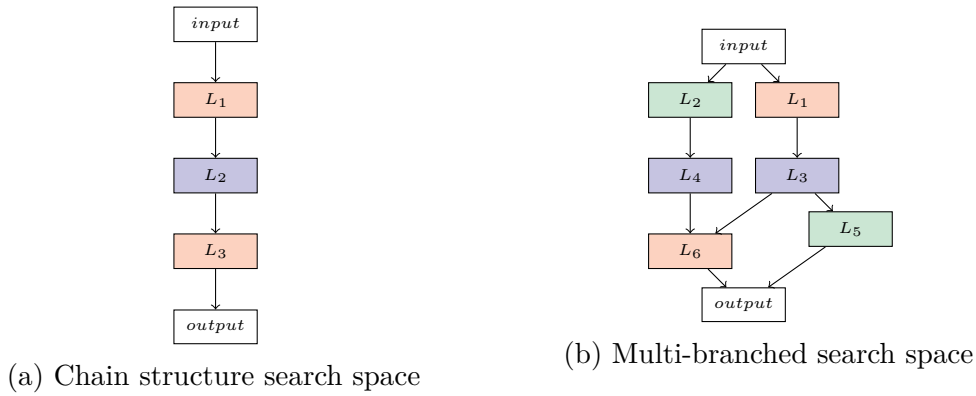 input
L1
L2
L3
output
(a) Chain structure search space
input
L2 L1
L4 L3
L5
L6
output
(b) Multi-branched search space